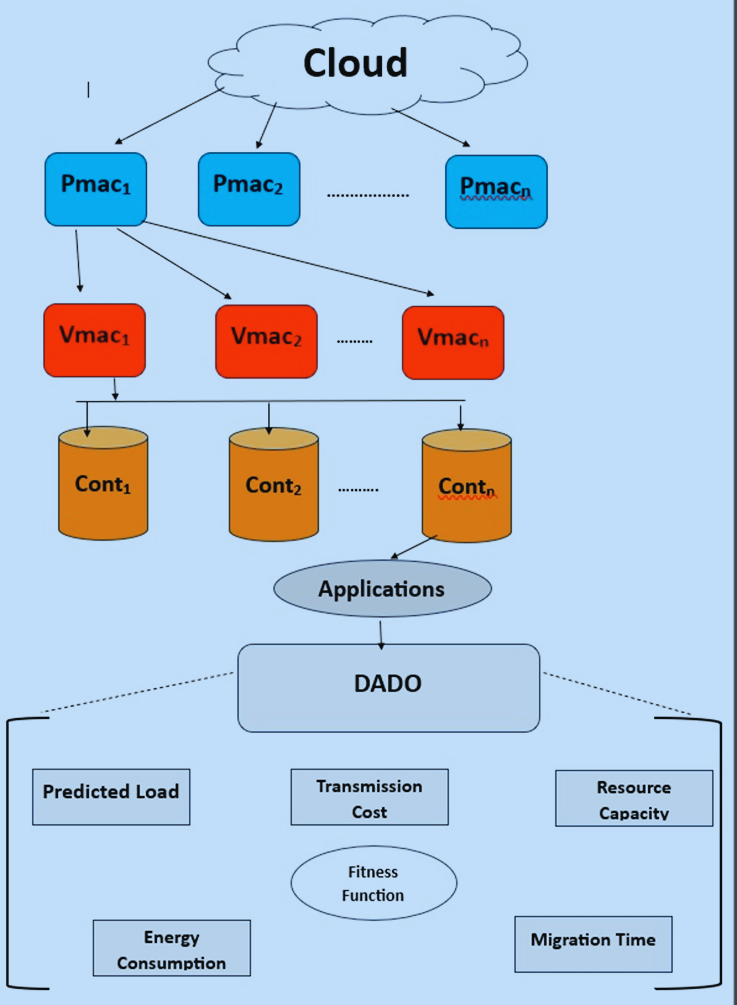 Cloud
Pmac₁
Pmac₂
..................
Pmacₙ
Vmac₁
Vmac₂
.........
Vmacₙ
Cont₁
Cont₂
..........
Contₙ
Applications
DADO
Predicted Load
Transmission
Cost
Resource
Capacity
Fitness
Function
Energy
Consumption
Migration Time